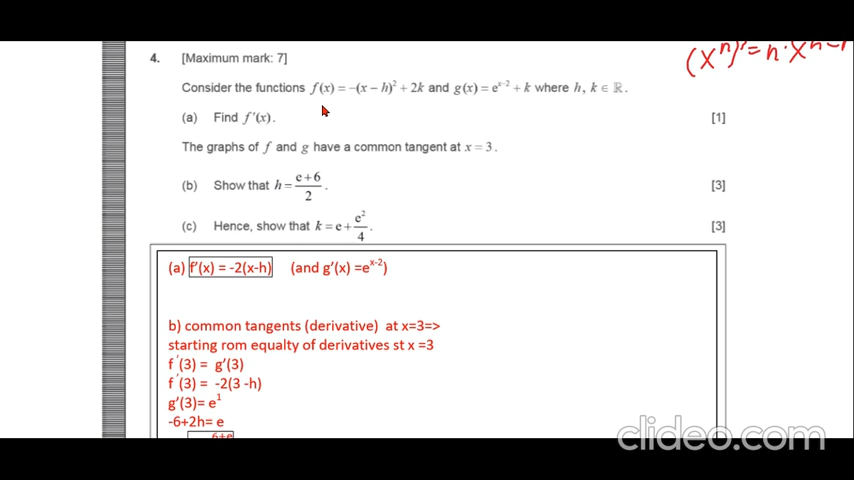 (xⁿ)' = n·x
4. [Maximum mark: 7]
Consider the functions f(x) = −(x − h)² + 2k and g(x) = eˣ⁻² + k where h, k ∈ ℝ.
(a) Find f′(x). [1]
The graphs of f and g have a common tangent at x = 3.
(b) Show that h = (e + 6)/2. [3]
(c) Hence, show that k = e + e²/4. [3]
(a) f'(x) = -2(x-h) (and g'(x) =eˣ⁻²)
b) common tangents (derivative) at x=3=>
starting rom equalty of derivatives st x =3
f'(3) = g'(3)
f'(3) = -2(3 -h)
g'(3)= e¹
-6+2h= e
6+e
clideo.com